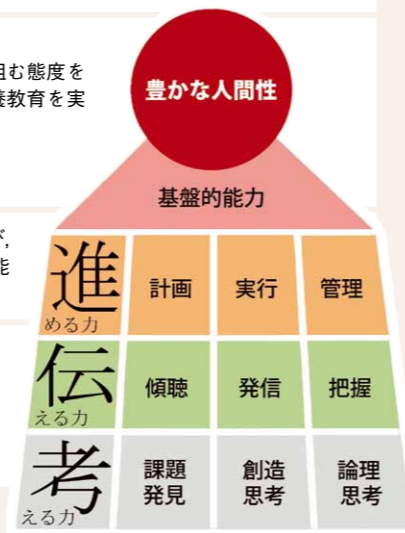 組む態度を
養教育を実
豊かな人間性
基盤的能力
び,
能
進
める力
計画
実行
管理
伝
える力
傾聴
発信
把握
考
える力
課題
発見
創造
思考
論理
思考